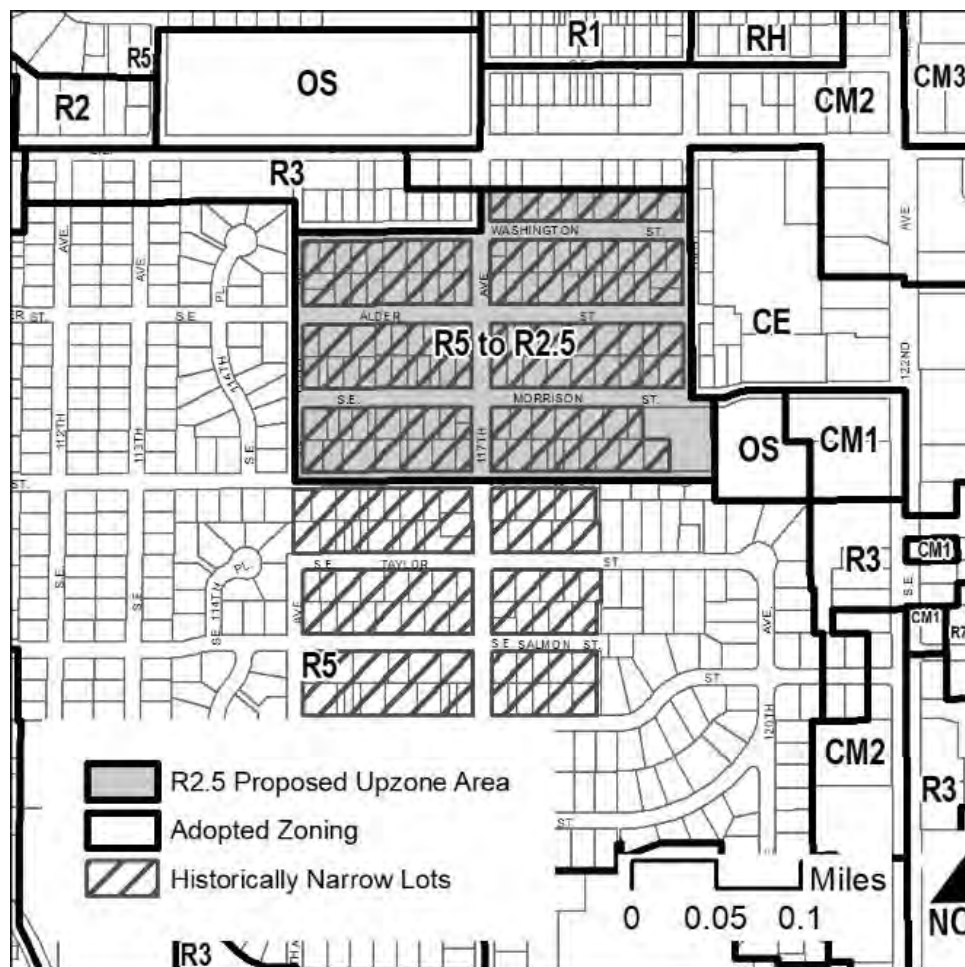 R1
RH
R5
OS
CM3
R2
CM2
R3
WASHINGTON ST.
AVE.
AVE.
AVE
AVE
PL.
ST.
S.E.
ALDER ST
CE
R5 to R2.5
114TH
122ND
S.E.
MORRISON ST.
112TH
113TH
S.E.
117TH
OS
CM1
ST.
S.E. TAYLOR ST.
R3
CM1
PL.
S.E.
S.E.
S.E. 114TH
AVE
AVE.
S.E.
CM1
R7
S.E. SALMON ST.
R5
ST.
120TH
CM2
R2.5 Proposed Upzone Area
R3
Adopted Zoning
ST.
Historically Narrow Lots
Miles
0 0.05 0.1
R3